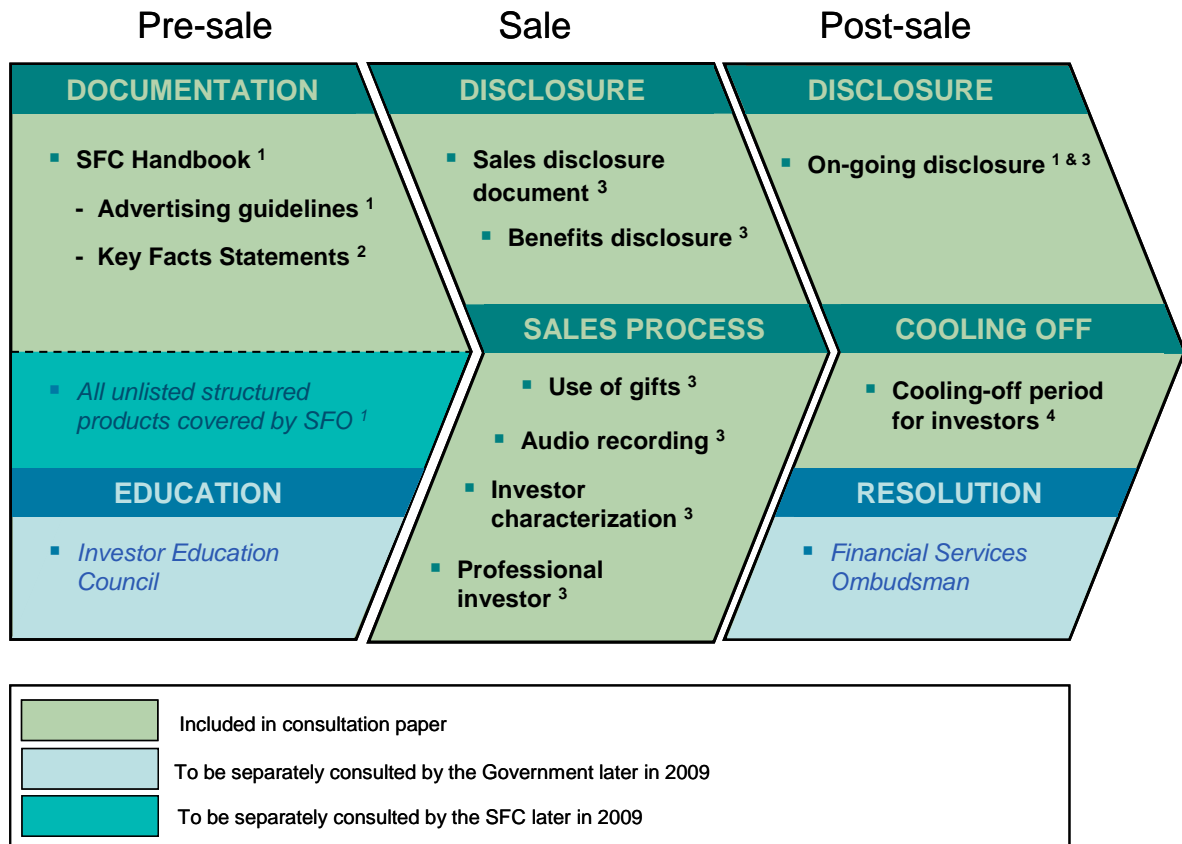 Pre-sale
Sale
Post-sale
DOCUMENTATION
▪ SFC Handbook 1
- Advertising guidelines 1
- Key Facts Statements 2
▪ All unlisted structured
products covered by SFO 1
EDUCATION
▪ Investor Education
Council
DISCLOSURE
▪ Sales disclosure
document 3
▪ Benefits disclosure 3
SALES PROCESS
▪ Use of gifts 3
▪ Audio recording 3
▪ Investor
characterization 3
▪ Professional
investor 3
DISCLOSURE
▪ On-going disclosure 1 & 3
COOLING OFF
▪ Cooling-off period
for investors 4
RESOLUTION
▪ Financial Services
Ombudsman
Included in consultation paper
To be separately consulted by the Government later in 2009
To be separately consulted by the SFC later in 2009